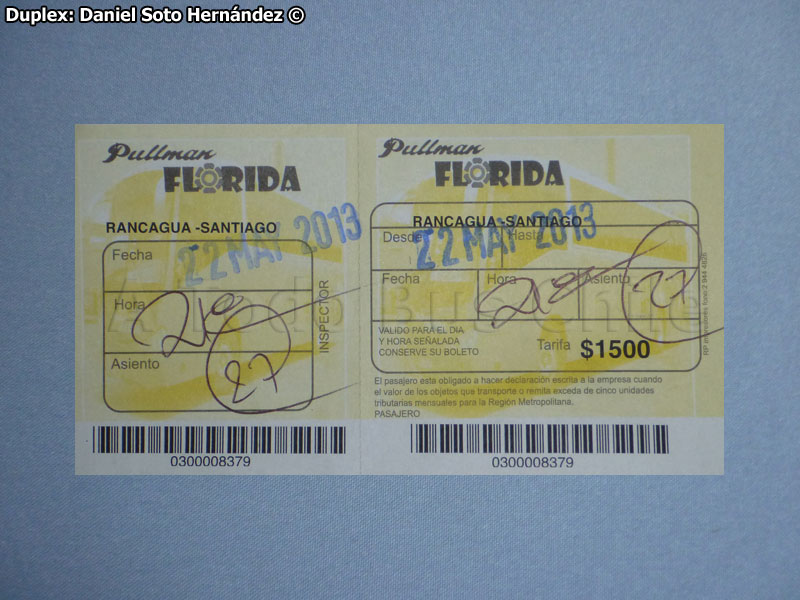 Duplex: Daniel Soto Hernández ©
Pullman
FLORIDA
RANCAGUA -SANTIAGO
22 MAY 2013
Fecha
Hora
Asiento
27
INSPECTOR
0300008379
Pullman
FLORIDA
RANCAGUA -SANTIAGO
22 MAY 2013
Desde
Hasta
Fecha
Hora
Asiento
27
VALIDO PARA EL DIA
Y HORA SEÑALADA
CONSERVE SU BOLETO
Tarifa $1500
El pasajero esta obligado a hacer declaración escrita a la empresa cuando
el valor de los objetos que transporte o remita exceda de cinco unidades
tributarias mensuales para la Región Metropolitana.
PASAJERO
0300008379
A Todo Bus Chile